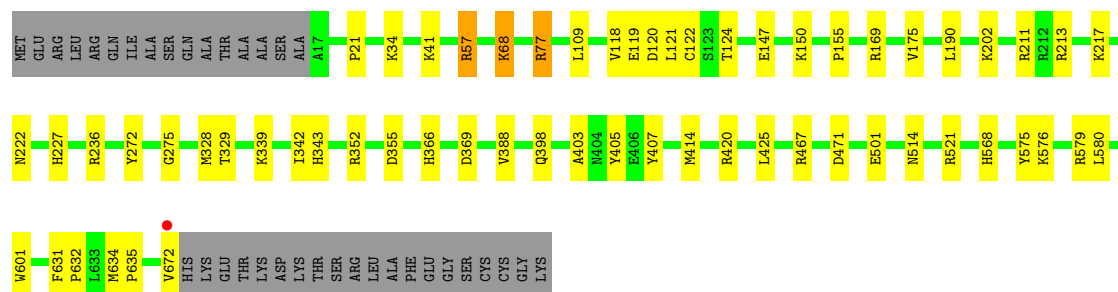 MET GLU ARG LEU ARG GLN ILE ALA SER GLN ALA THR ALA ALA SER ALA A17 P21 K34 K41 R57 K68 R77 L109 V118 E119 D120 L121 C122 S123 T124 E147 K150 P155 R169 V175 L190 K202 R211 R212 R213 K217
N222 H227 R236 Y272 G275 M328 T329 K339 I342 H343 R352 D355 H366 D369 V388 Q398 A403 N404 Y405 E406 Y407 M414 R420 L425 R467 D471 E501 N514 R521 H568 Y575 K576 R579 L580
W601 F631 P632 L633 M634 P635 V672 HIS LYS GLU THR LYS ASP LYS THR SER ARG LEU ALA PHE GLU GLY SER CYS CYS GLY LYS